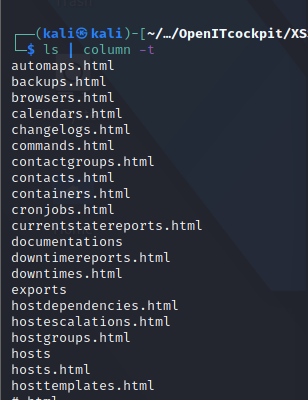 ┌──(kali㉿kali)-[~/…/OpenITcockpit/XS
└─$ ls | column -t
automaps.html
backups.html
browsers.html
calendars.html
changelogs.html
commands.html
contactgroups.html
contacts.html
containers.html
cronjobs.html
currentstatereports.html
documentations
downtimereports.html
downtimes.html
exports
hostdependencies.html
hostescalations.html
hostgroups.html
hosts
hosts.html
hosttemplates.html